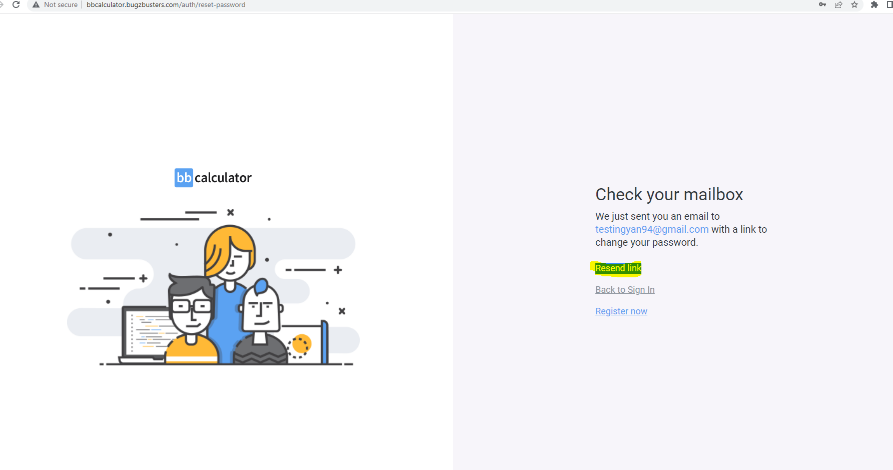 Not secure | bbcalculator.bugzbusters.com/auth/reset-password
bb calculator
Check your mailbox
We just sent you an email to
testingyan94@gmail.com with a link to
change your password.
Resend link
Back to Sign In
Register now